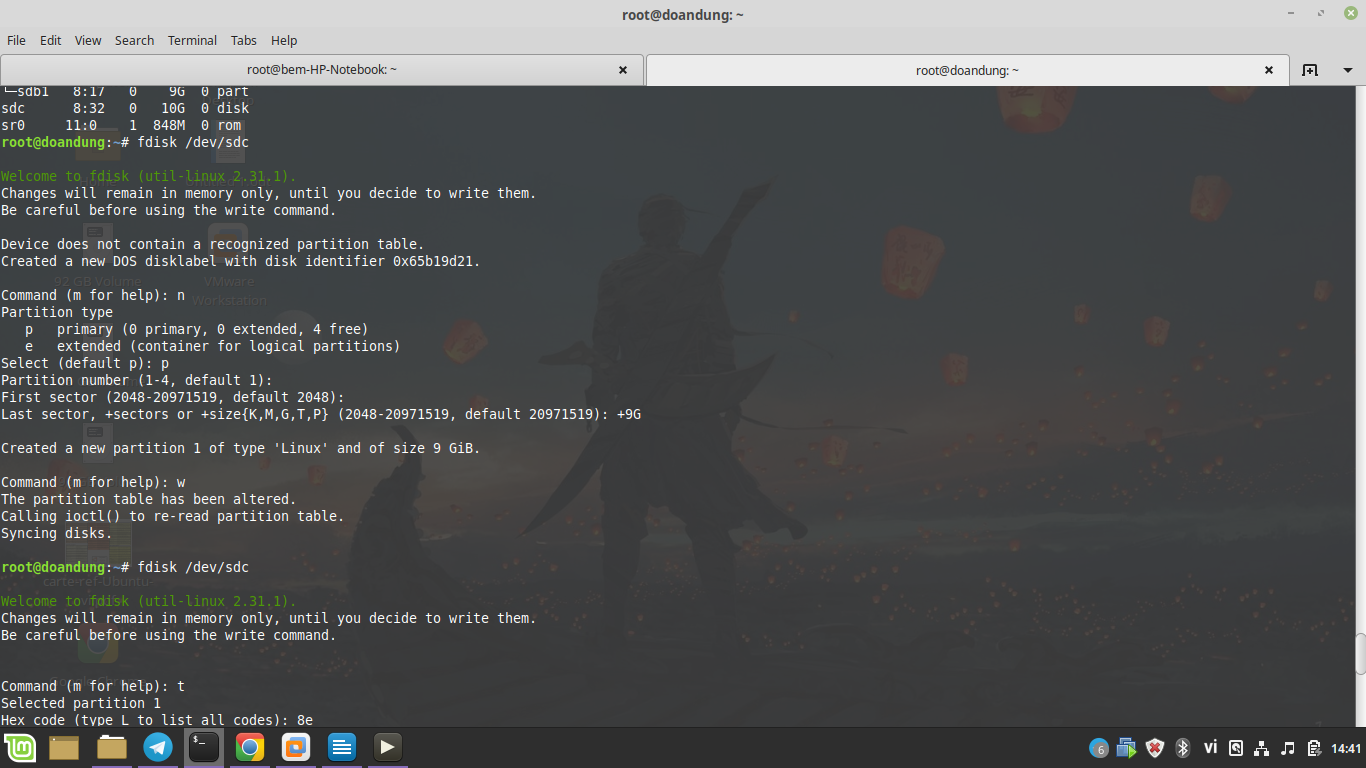 root@doandung: ~
File Edit View Search Terminal Tabs Help
root@bem-HP-Notebook: ~
root@doandung: ~
└─sdb1   8:17   0    9G  0 part
sdc      8:32   0   10G  0 disk
sr0     11:0    1  848M  0 rom
root@doandung:~# fdisk /dev/sdc
Welcome to fdisk (util-linux 2.31.1).
Changes will remain in memory only, until you decide to write them.
Be careful before using the write command.
Device does not contain a recognized partition table.
Created a new DOS disklabel with disk identifier 0x65b19d21.
92 GB Volume
VMware
Workstation
Command (m for help): n
Partition type
   p   primary (0 primary, 0 extended, 4 free)
   e   extended (container for logical partitions)
Select (default p): p
Partition number (1-4, default 1):
First sector (2048-20971519, default 2048):
Last sector, +sectors or +size{K,M,G,T,P} (2048-20971519, default 20971519): +9G
Created a new partition 1 of type 'Linux' and of size 9 GiB.
Command (m for help): w
The partition table has been altered.
Calling ioctl() to re-read partition table.
Syncing disks.
root@doandung:~# fdisk /dev/sdc
carte-ref-Ubuntu-
Welcome to fdisk (util-linux 2.31.1).
Changes will remain in memory only, until you decide to write them.
Be careful before using the write command.
Command (m for help): t
Selected partition 1
Hex code (type L to list all codes): 8e
6
vi
14:41